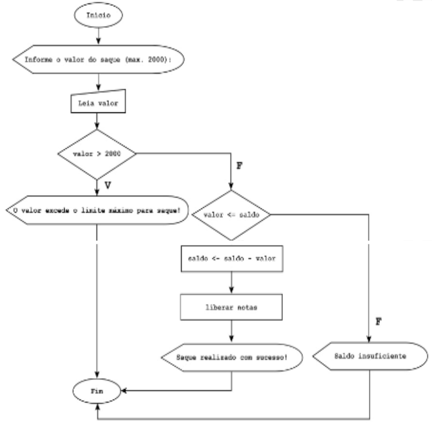 Início
Informe o valor do saque (max. 2000):
Leia valor
valor > 2000
F
V
O valor excede o limite máximo para saque!
valor <= saldo
saldo <- saldo - valor
liberar notas
F
Saque realizado com sucesso!
Saldo insuficiente
Fim